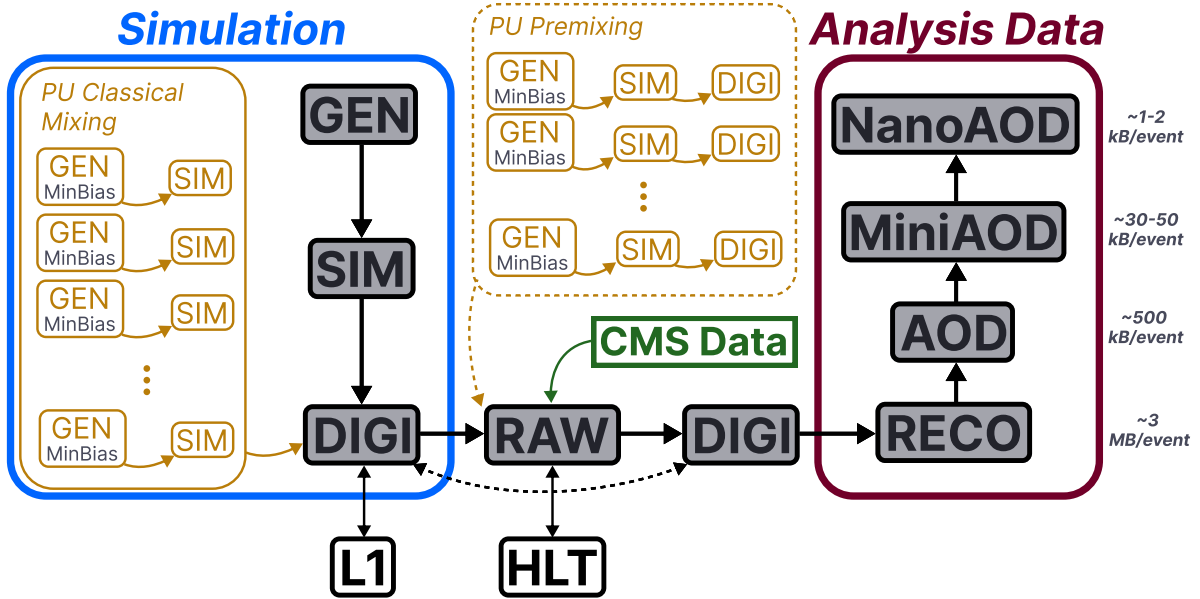 Simulation
PU Classical
Mixing
GEN
MinBias
SIM
GEN
MinBias
SIM
GEN
MinBias
SIM
GEN
MinBias
SIM
GEN
SIM
DIGI
L1
PU Premixing
GEN
MinBias
SIM
DIGI
GEN
MinBias
SIM
DIGI
GEN
MinBias
SIM
DIGI
CMS Data
RAW
HLT
DIGI
Analysis Data
NanoAOD
~1-2
kB/event
MiniAOD
~30-50
kB/event
AOD
~500
kB/event
RECO
~3
MB/event